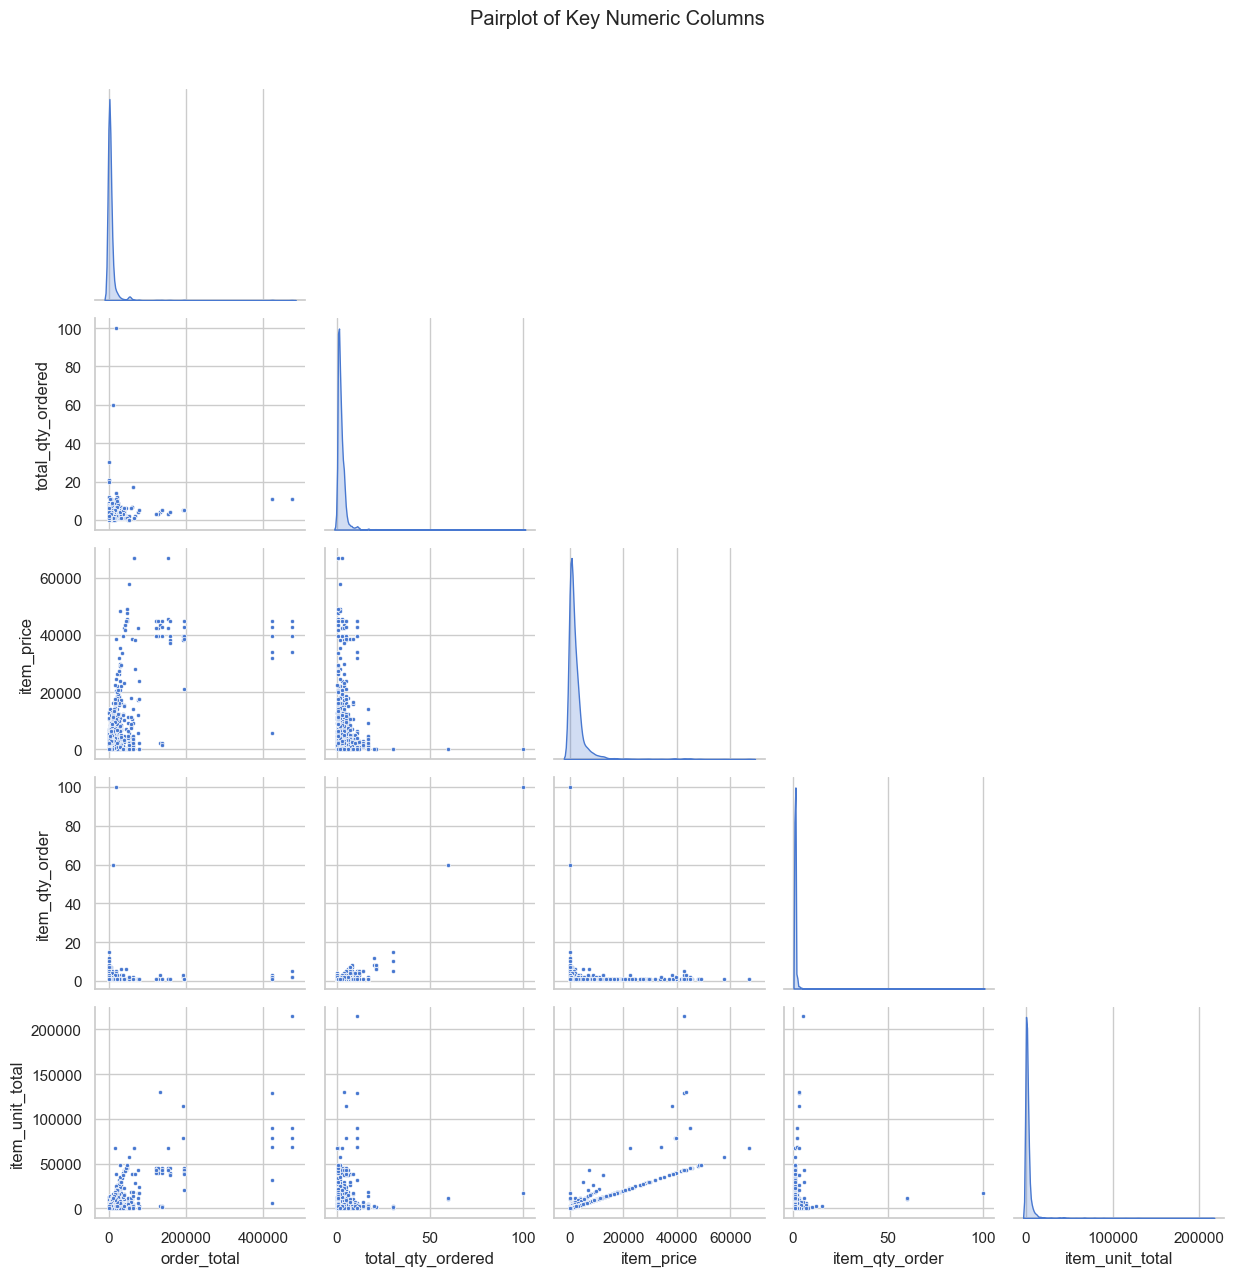 Pairplot of Key Numeric Columns
total_qty_ordered
100
80
60
40
20
0
item_price
60000
40000
20000
0
item_qty_order
100
80
60
40
20
0
item_unit_total
200000
150000
100000
50000
0
0 200000 400000
order_total
0 50 100
total_qty_ordered
0 20000 40000 60000
item_price
0 50 100
item_qty_order
0 100000 200000
item_unit_total